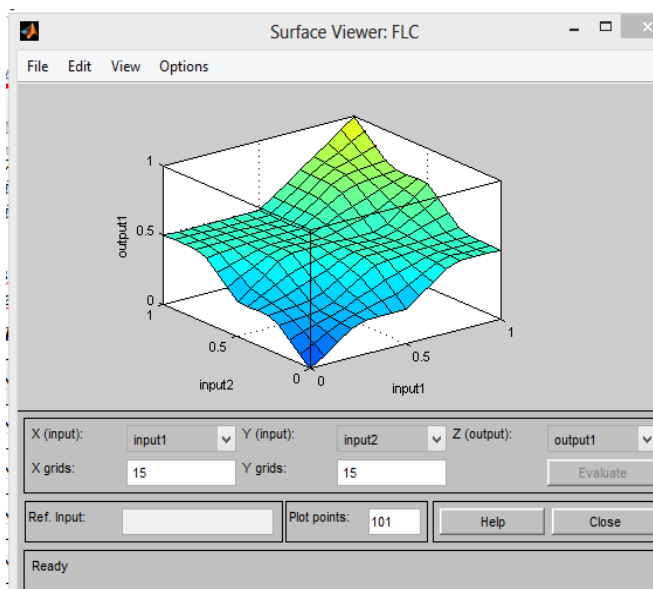 Surface Viewer: FLC
File Edit View Options
1
0.5
0
output1
1
0.5
0
input2
0
0.5
1
input1
X (input): input1 Y (input): input2 Z (output): output1
X grids: 15 Y grids: 15 Evaluate
Ref. Input: Plot points: 101 Help Close
Ready